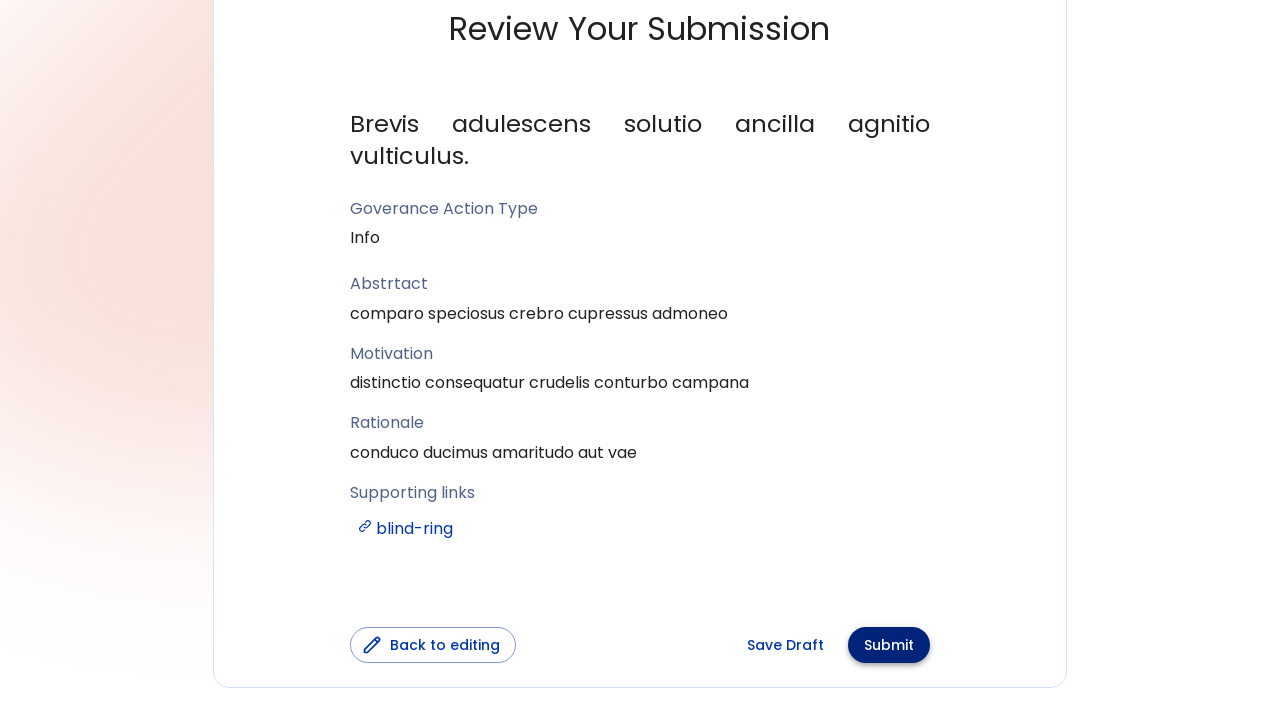 Review Your Submission
Brevis adulescens solutio ancilla agnitio
vulticulus.
Goverance Action Type
Info
Abstrtact
comparo speciosus crebro cupressus admoneo
Motivation
distinctio consequatur crudelis conturbo campana
Rationale
conduco ducimus amaritudo aut vae
Supporting links
blind-ring
Back to editing
Save Draft
Submit